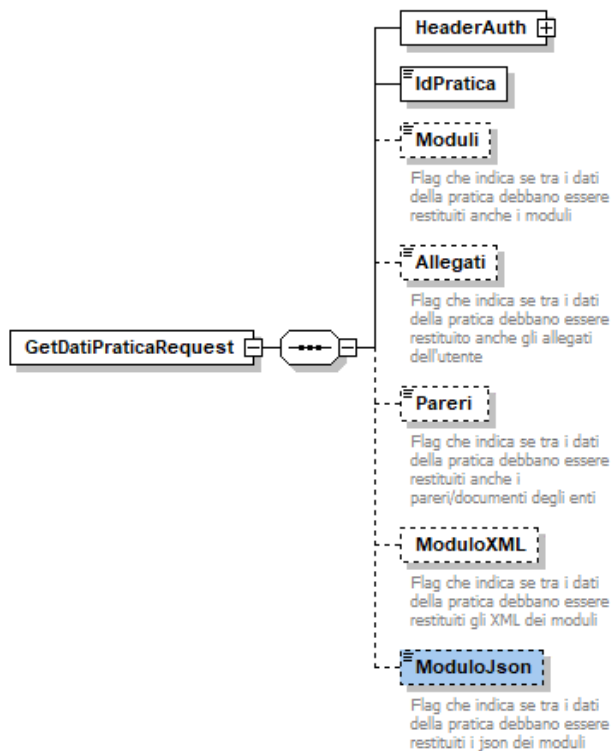 HeaderAuth
IdPratica
Moduli
Flag che indica se tra i dati
della pratica debbano essere
restituiti anche i moduli
Allegati
Flag che indica se tra i dati
della pratica debbano essere
restituito anche gli allegati
dell'utente
GetDatiPraticaRequest
Pareri
Flag che indica se tra i dati
della pratica debbano essere
restituiti anche i
pareri/documenti degli enti
ModuloXML
Flag che indica se tra i dati
della pratica debbano essere
restituiti gli XML dei moduli
ModuloJson
Flag che indica se tra i dati
della pratica debbano essere
restituiti i json dei moduli